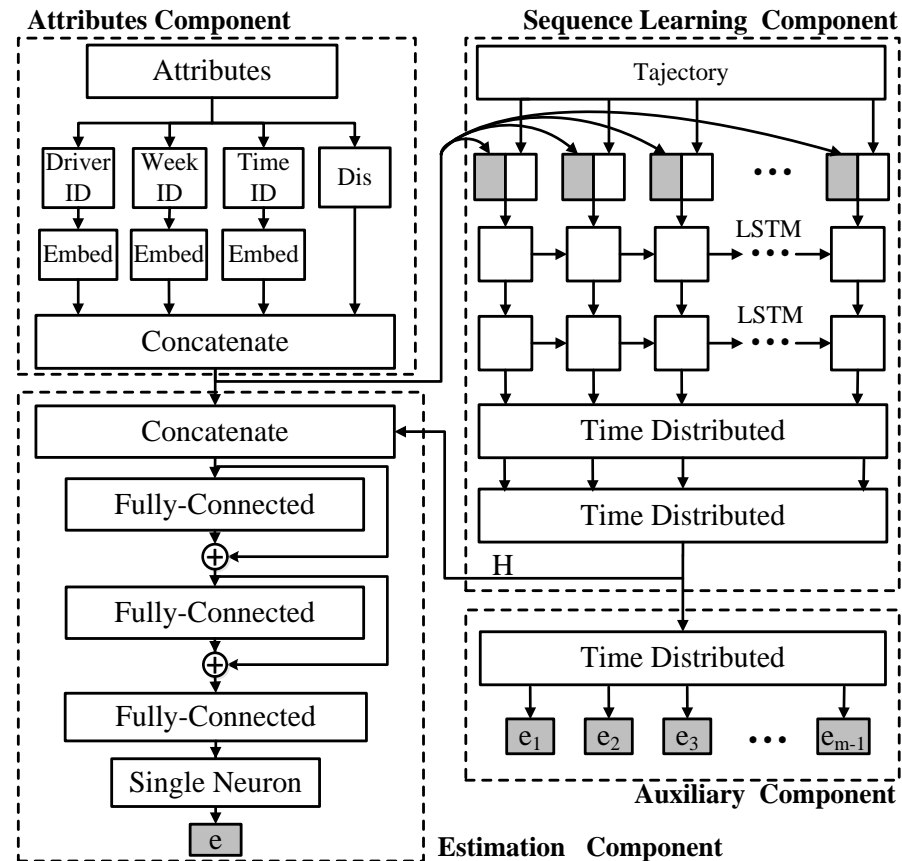 Attributes Component
Attributes
Driver ID
Week ID
Time ID
Dis
Embed
Embed
Embed
Concatenate
Sequence Learning Component
Tajectory
LSTM
LSTM
Time Distributed
Time Distributed
H
Concatenate
Fully-Connected
Fully-Connected
Fully-Connected
Single Neuron
e
Estimation Component
Time Distributed
e1
e2
e3
em-1
Auxiliary Component